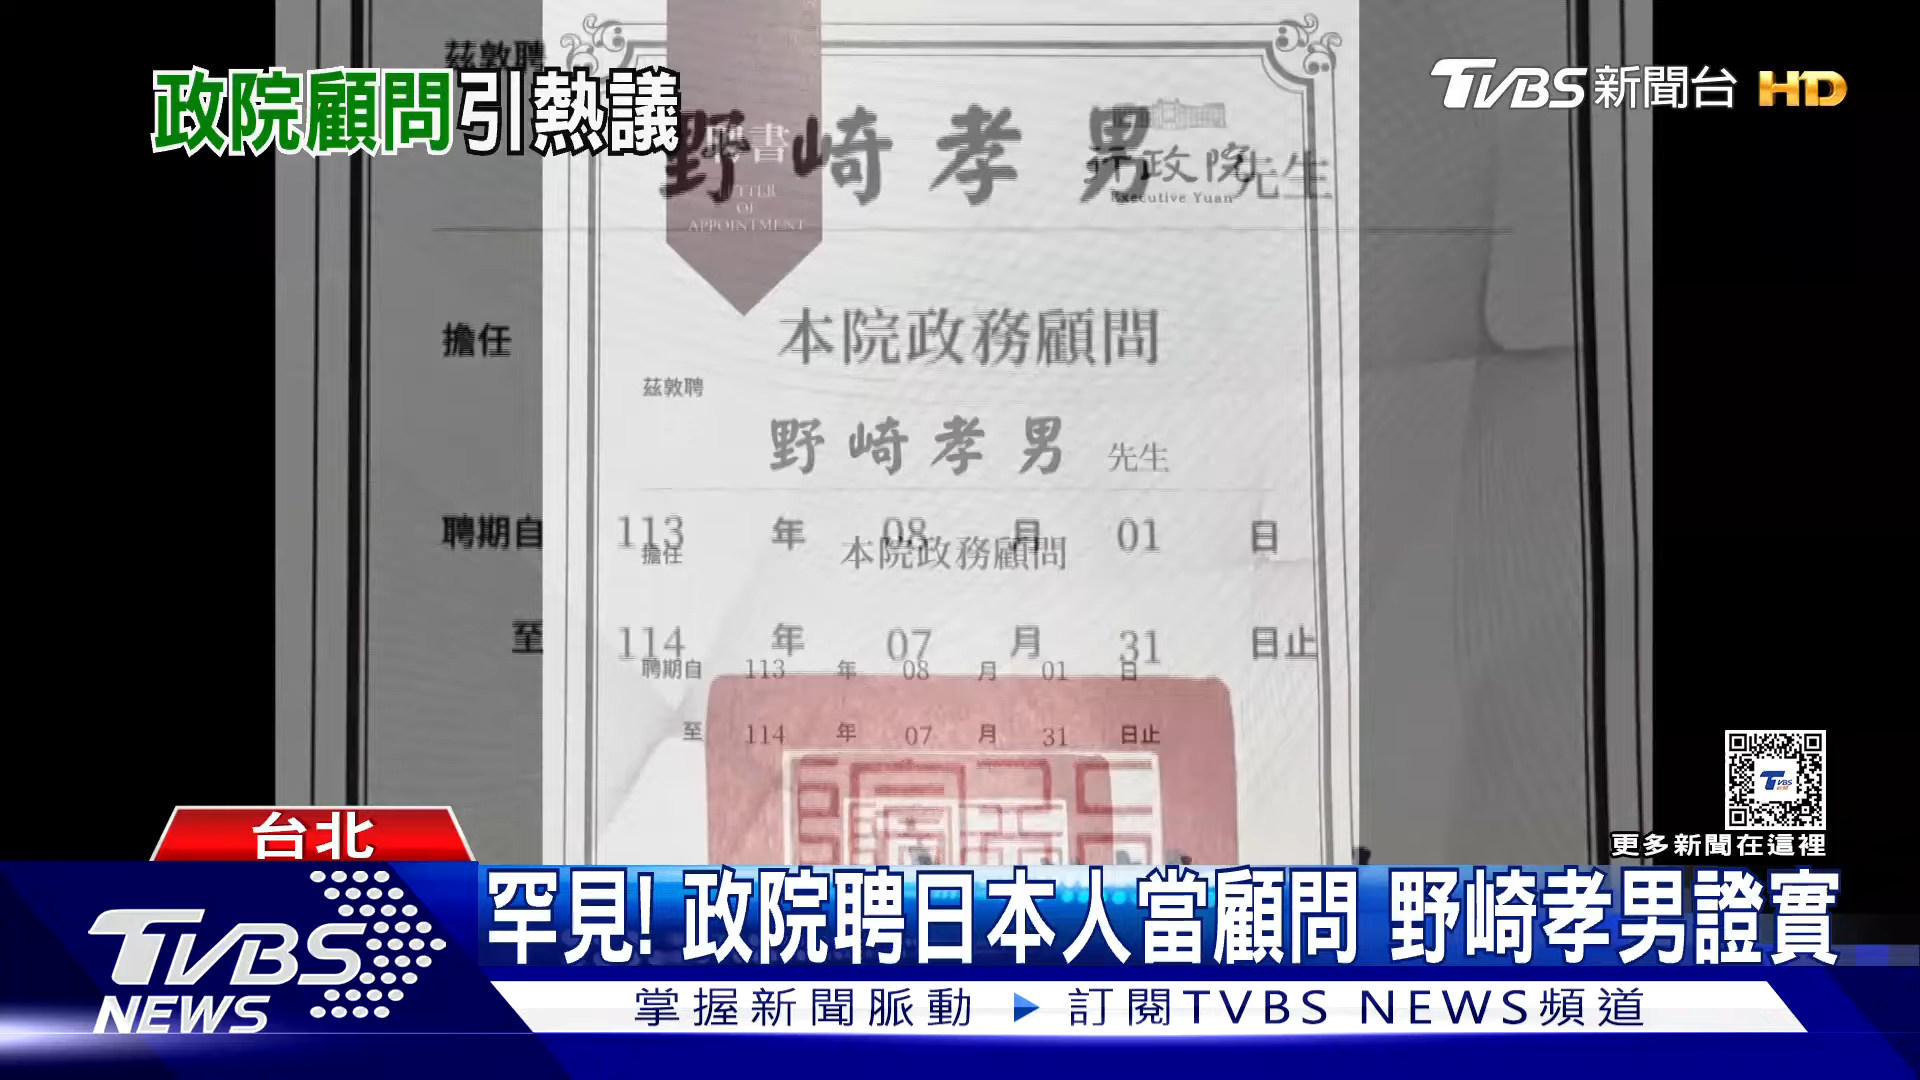 政院顧問引熱議
TVBS新聞台 HD
茲敦聘
野崎孝男 先生
聘書
LETTER
OF
APPOINTMENT
行政院
Executive Yuan
擔任
本院政務顧問
茲敦聘
野崎孝男 先生
聘期自 113 年 08 月 01 日
擔任 本院政務顧問
至 114 年 07 月 31 日止
聘期自 113 年 08 月 01 日
至 114 年 07 月 31 日止
更多新聞在這裡
台北
罕見! 政院聘日本人當顧問 野崎孝男證實
TVBS
NEWS
掌握新聞脈動 ▶ 訂閱TVBS NEWS頻道